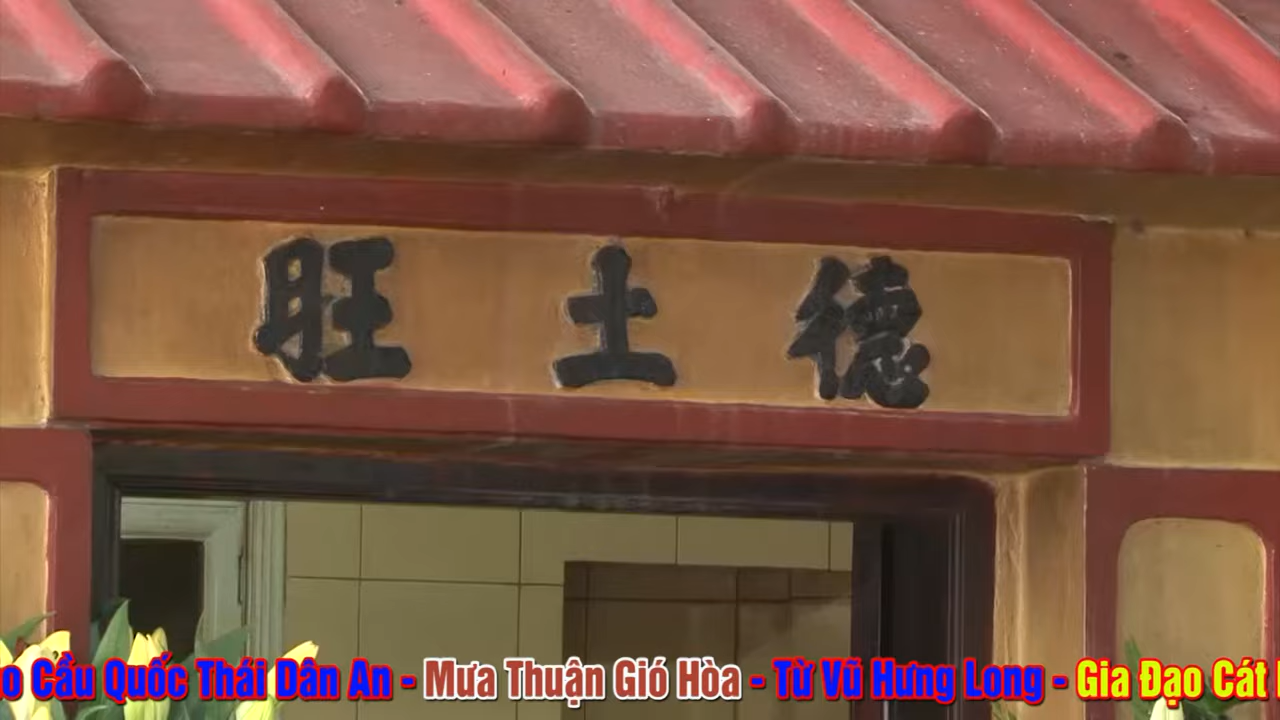 德土旺
o Cầu Quốc Thái Dân An - Mưa Thuận Gió Hòa - Từ Vũ Hưng Long - Gia Đạo Cát